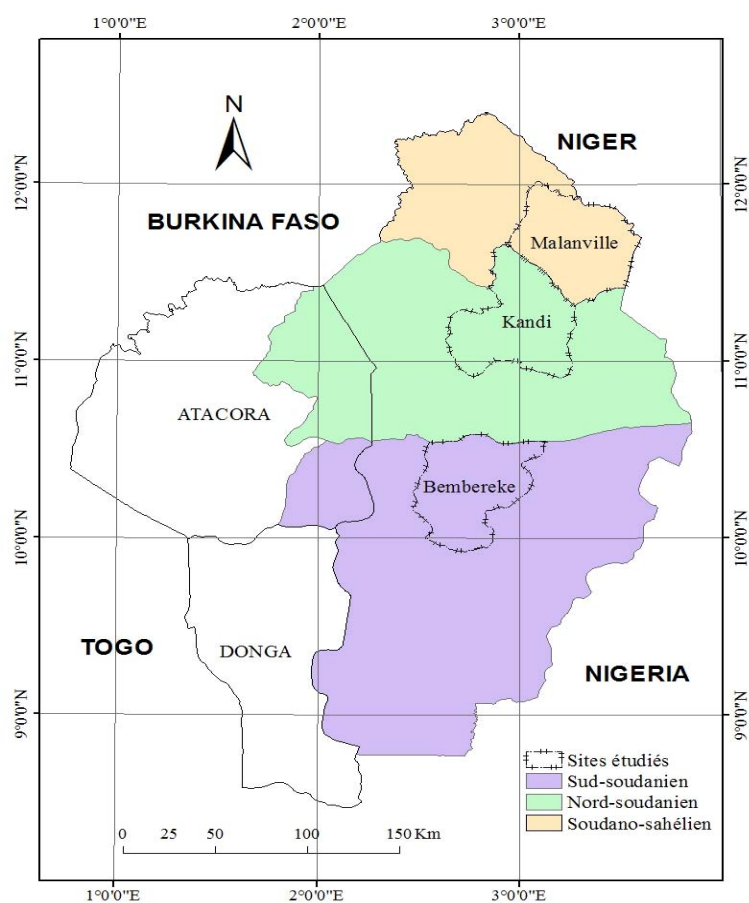 1°0'0"E 2°0'0"E 3°0'0"E
N
NIGER
12°0'0"N 12°0'0"N
BURKINA FASO
Malanville
Kandi
11°0'0"N 11°0'0"N
ATACORA
Bembereke
10°0'0"N 10°0'0"N
TOGO
DONGA
NIGERIA
9°0'0"N 9°0'0"N
Sites étudiés
Sud-soudanien
Nord-soudanien
Soudano-sahélien
0 25 50 100 150 Km
1°0'0"E 2°0'0"E 3°0'0"E